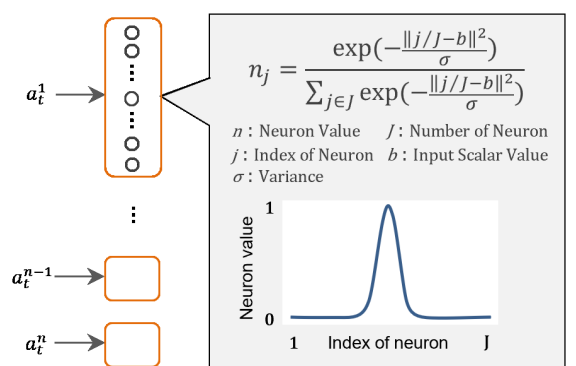 a_t^1
n_j = exp(-‖j/J-b‖²/σ) / ∑_{j∈J} exp(-‖j/J-b‖²/σ)
n : Neuron Value J : Number of Neuron
j : Index of Neuron b : Input Scalar Value
σ : Variance
...
1
Neuron value
0
1 Index of neuron J
a_t^{n-1}
a_t^n